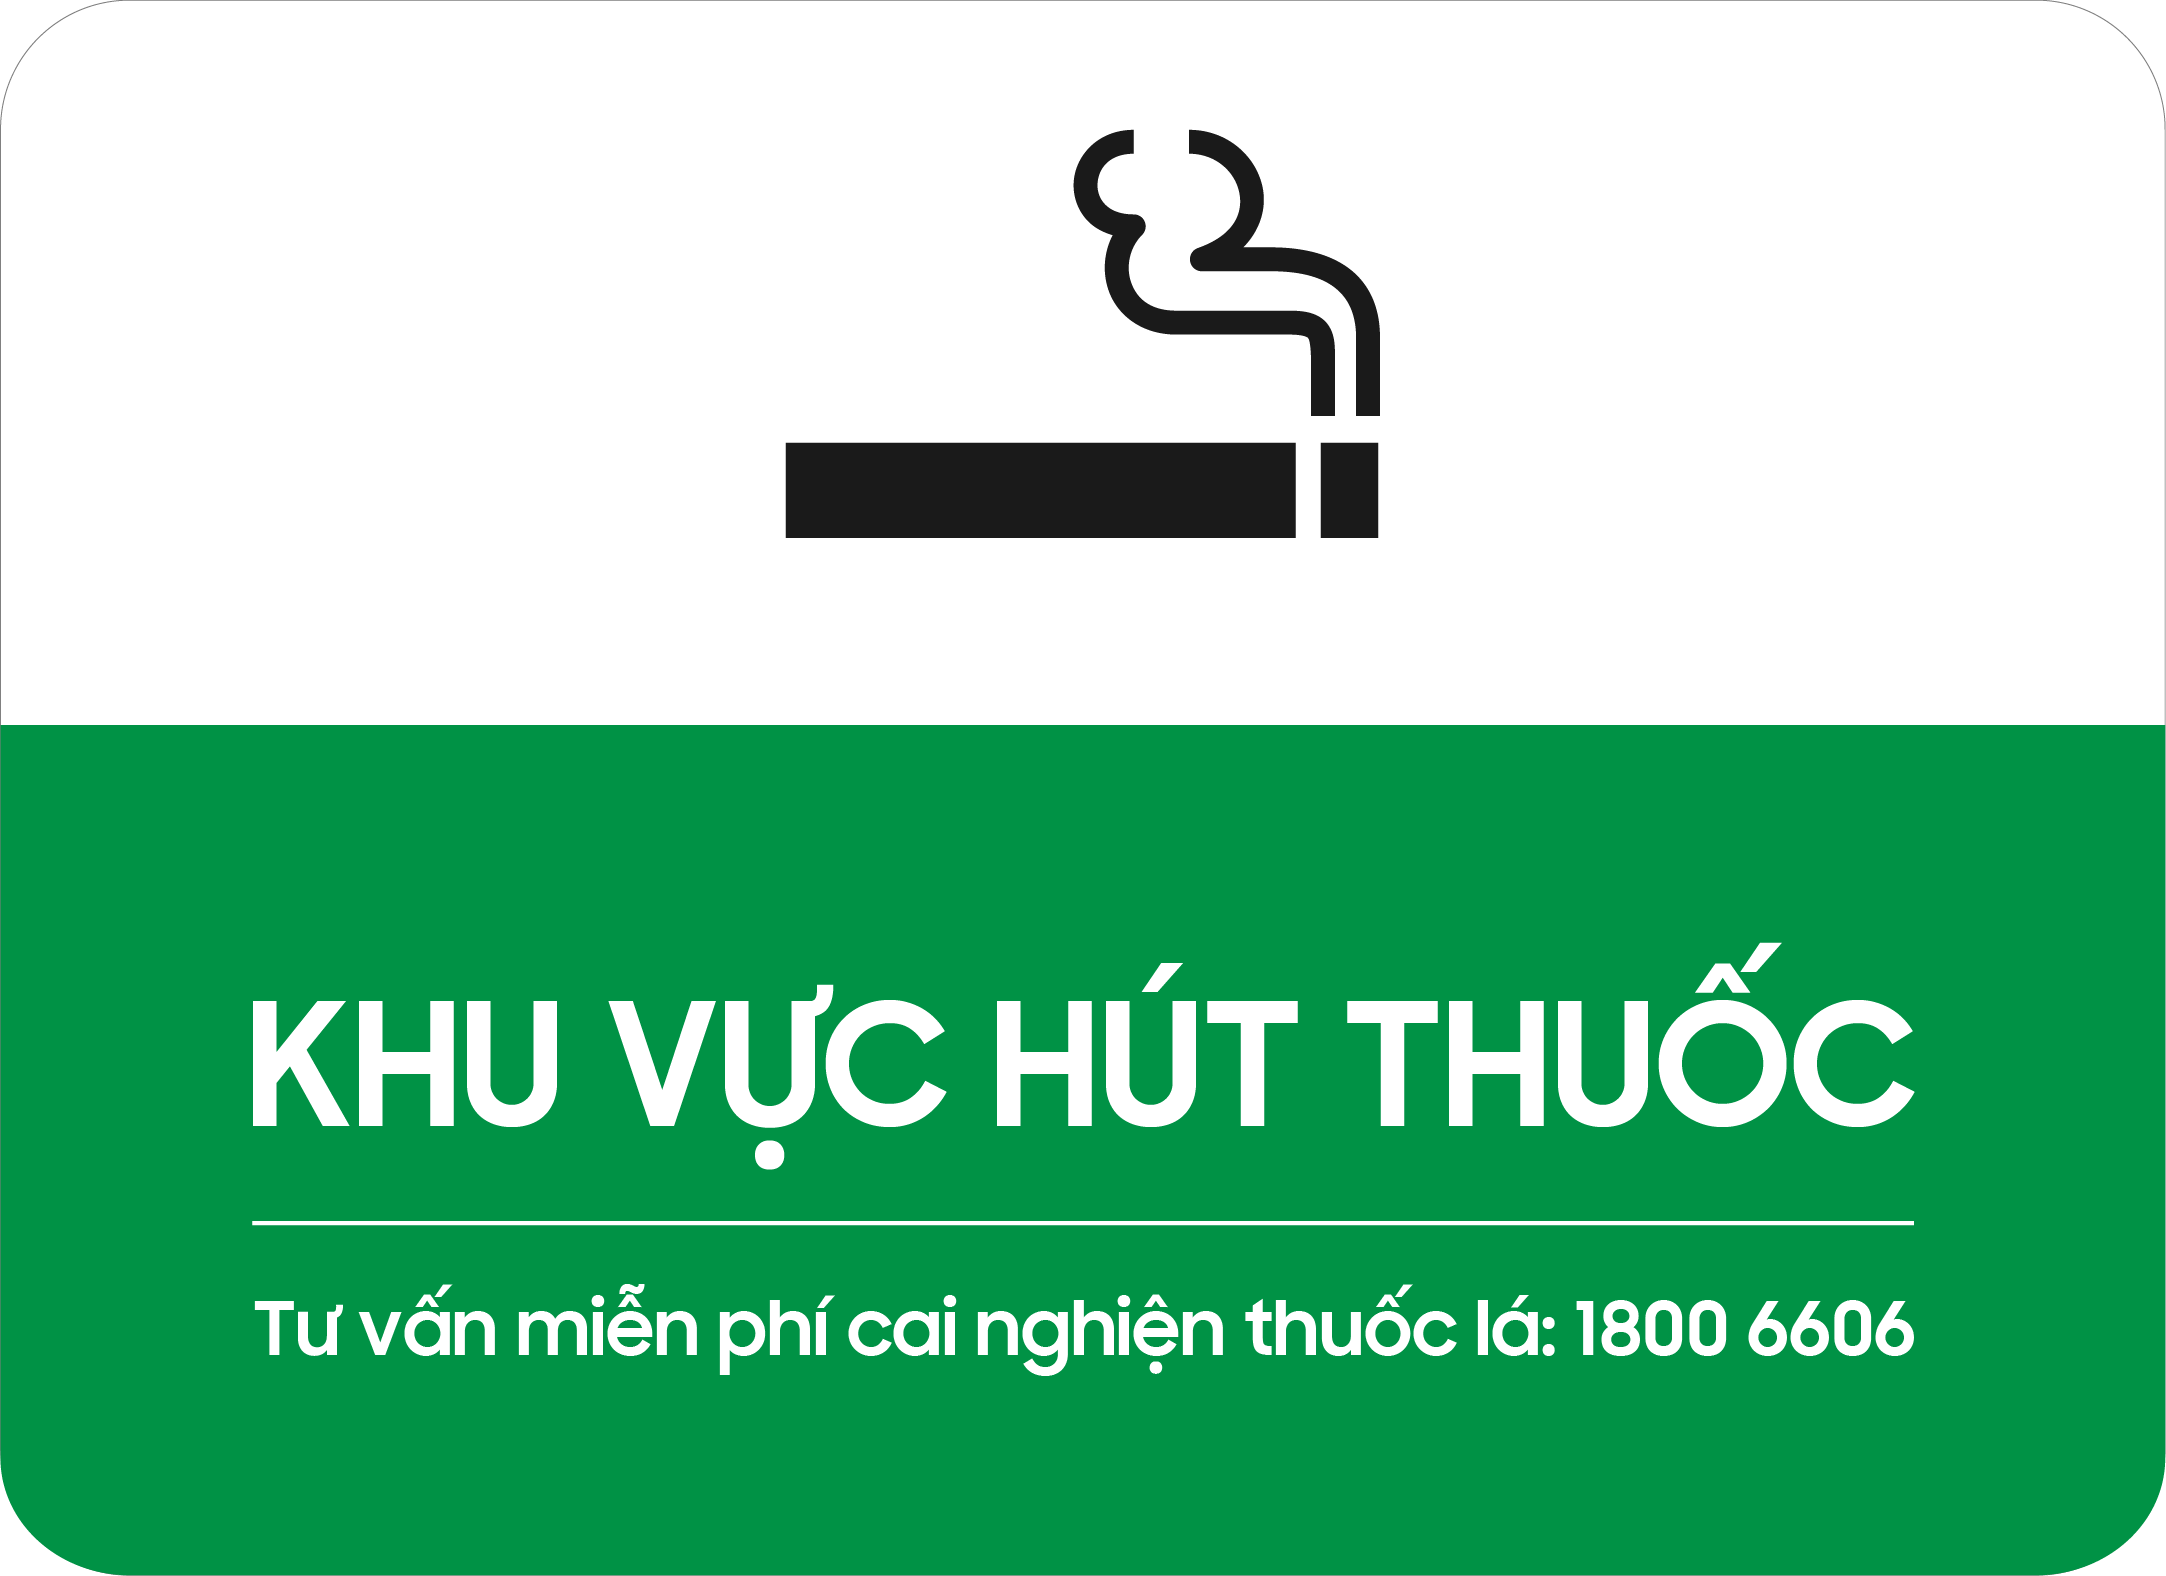 KHU VỰC HÚT THUỐC
Tư vấn miễn phí cai nghiện thuốc lá: 1800 6606